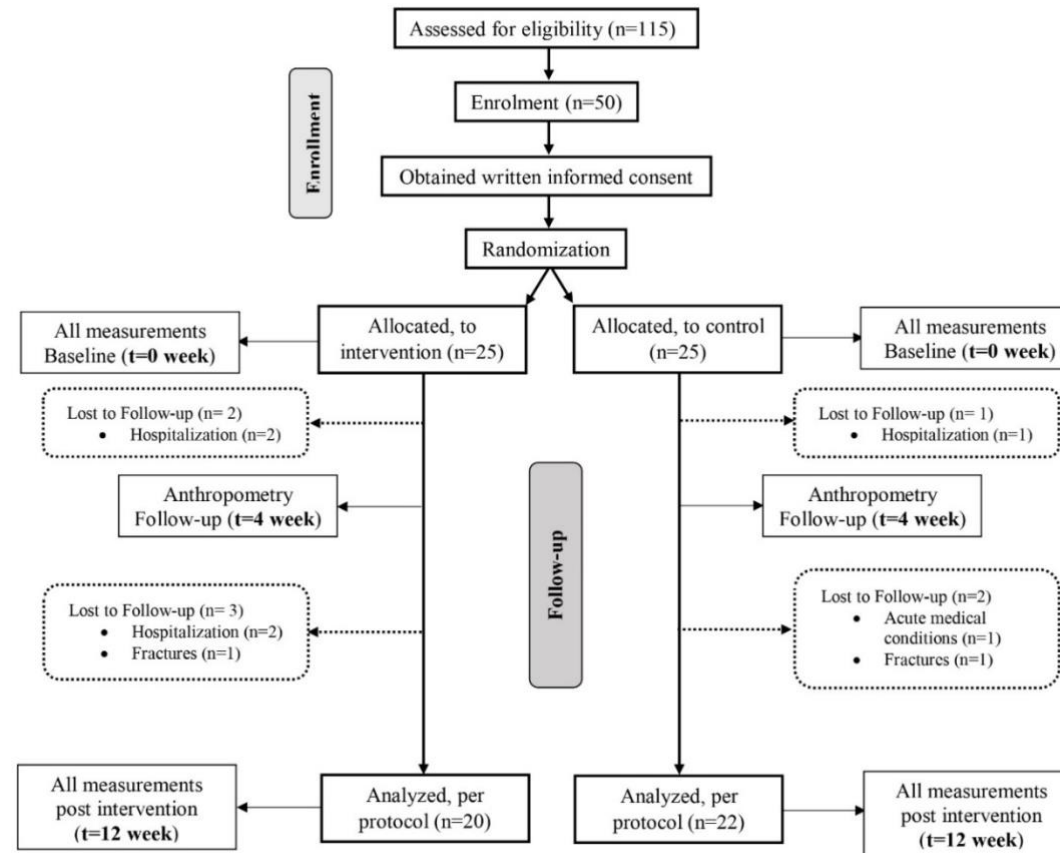 Assessed for eligibility (n=115)
Enrollment
Enrolment (n=50)
Obtained written informed consent
Randomization
All measurements
Baseline (t=0 week)
Allocated, to
intervention (n=25)
Allocated, to control
(n=25)
All measurements
Baseline (t=0 week)
Lost to Follow-up (n= 2)
• Hospitalization (n=2)
Lost to Follow-up (n= 1)
• Hospitalization (n=1)
Anthropometry
Follow-up (t=4 week)
Follow-up
Anthropometry
Follow-up (t=4 week)
Lost to Follow-up (n= 3)
• Hospitalization (n=2)
• Fractures (n=1)
Lost to Follow-up (n=2)
• Acute medical
conditions (n=1)
• Fractures (n=1)
All measurements
post intervention
(t=12 week)
Analyzed, per
protocol (n=20)
Analyzed, per
protocol (n=22)
All measurements
post intervention
(t=12 week)